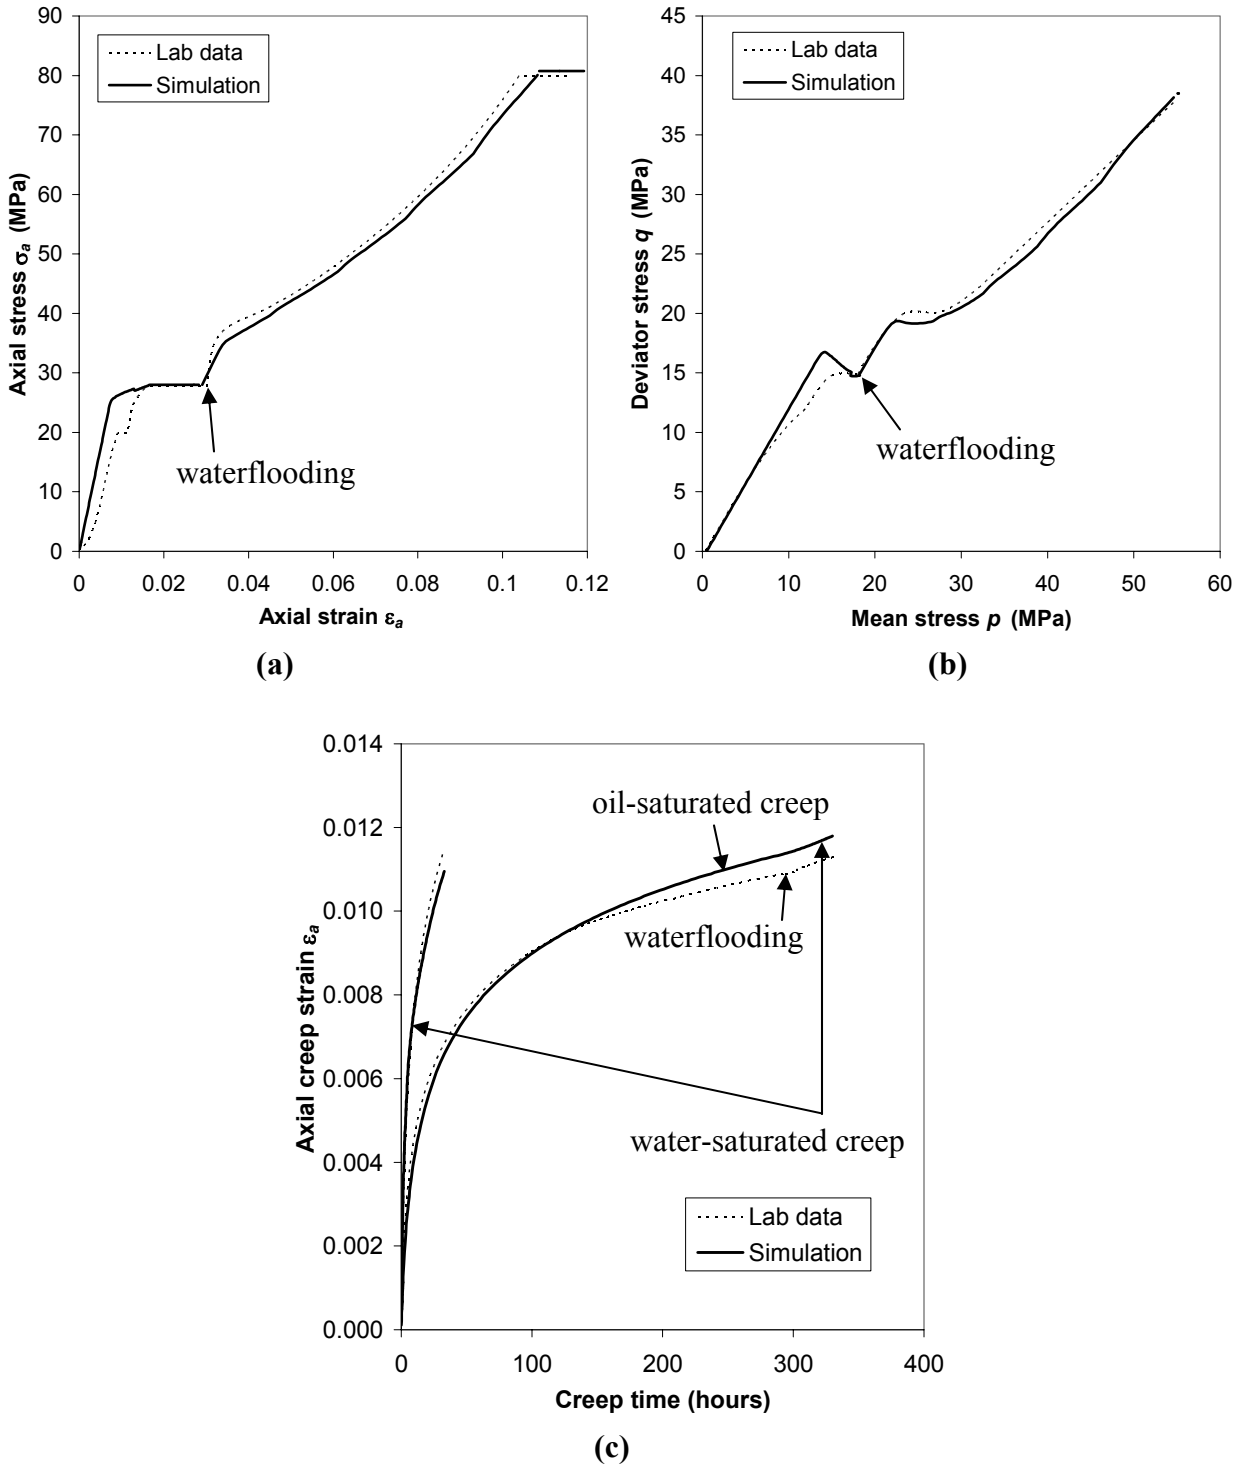 90
80
70
60
50
40
30
20
10
0
Axial stress σa (MPa)
Lab data
Simulation
waterflooding
0 0.02 0.04 0.06 0.08 0.1 0.12
Axial strain εa
(a)
45
40
35
30
25
20
15
10
5
0
Deviator stress q (MPa)
Lab data
Simulation
waterflooding
0 10 20 30 40 50 60
Mean stress p (MPa)
(b)
0.014
0.012
0.010
0.008
0.006
0.004
0.002
0.000
Axial creep strain εa
oil-saturated creep
waterflooding
water-saturated creep
Lab data
Simulation
0 100 200 300 400
Creep time (hours)
(c)